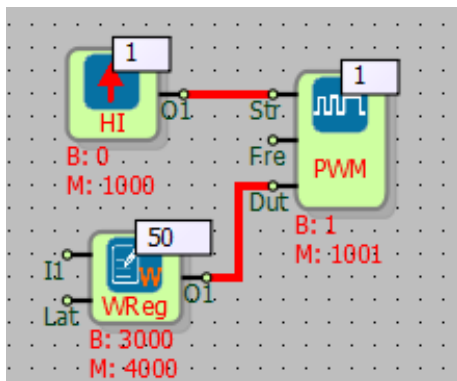 1
HI
O1
B: 0
M: 1000
1
Str
Fre
Dut
PWM
B: 1
M: 1001
50
I1
Lat
W
WReg
O1
B: 3000
M: 4000